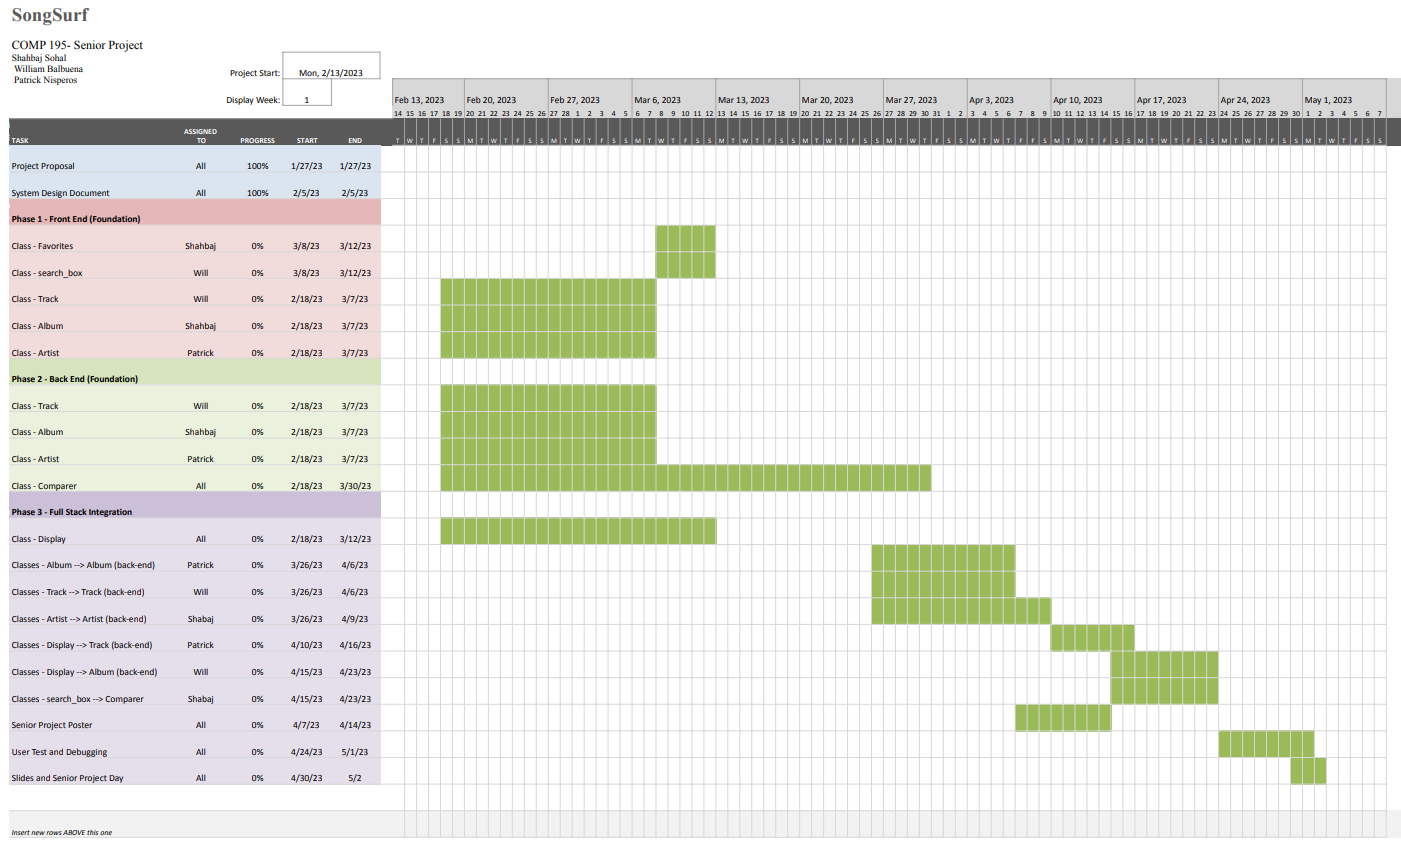 SongSurf
COMP 195- Senior Project
Shahbaj Sohal
William Balbuena
Patrick Nisperos
Project Start: Mon, 2/13/2023
Display Week: 1
Feb 13, 2023 Feb 20, 2023 Feb 27, 2023 Mar 6, 2023 Mar 13, 2023 Mar 20, 2023 Mar 27, 2023 Apr 3, 2023 Apr 10, 2023 Apr 17, 2023 Apr 24, 2023 May 1, 2023
14 15 16 17 18 19 20 21 22 23 24 25 26 27 28 1 2 3 4 5 6 7 8 9 10 11 12 13 14 15 16 17 18 19 20 21 22 23 24 25 26 27 28 29 30 31 1 2 3 4 5 6 7 8 9 10 11 12 13 14 15 16 17 18 19 20 21 22 23 24 25 26 27 28 29 30 1 2 3 4 5 6 7
TASK ASSIGNED TO PROGRESS START END T W T F S S M T W T F S S M T W T F S S M T W T F S S M T W T F S S M T W T F S S M T W T F S S M T W T F S S M T W T F S S M T W T F S S M T W T F S S M T W T F S S
Project Proposal All 100% 1/27/23 1/27/23
System Design Document All 100% 2/5/23 2/5/23
Phase 1 - Front End (Foundation)
Class - Favorites Shahbaj 0% 3/8/23 3/12/23
Class - search_box Will 0% 3/8/23 3/12/23
Class - Track Will 0% 2/18/23 3/7/23
Class - Album Shahbaj 0% 2/18/23 3/7/23
Class - Artist Patrick 0% 2/18/23 3/7/23
Phase 2 - Back End (Foundation)
Class - Track Will 0% 2/18/23 3/7/23
Class - Album Shahbaj 0% 2/18/23 3/7/23
Class - Artist Patrick 0% 2/18/23 3/7/23
Class - Comparer All 0% 2/18/23 3/30/23
Phase 3 - Full Stack Integration
Class - Display All 0% 2/18/23 3/12/23
Classes - Album --> Album (back-end) Patrick 0% 3/26/23 4/6/23
Classes - Track --> Track (back-end) Will 0% 3/26/23 4/6/23
Classes - Artist --> Artist (back-end) Shabaj 0% 3/26/23 4/9/23
Classes - Display --> Track (back-end) Patrick 0% 4/10/23 4/16/23
Classes - Display --> Album (back-end) Will 0% 4/15/23 4/23/23
Classes - search_box --> Comparer Shabaj 0% 4/15/23 4/23/23
Senior Project Poster All 0% 4/7/23 4/14/23
User Test and Debugging All 0% 4/24/23 5/1/23
Slides and Senior Project Day All 0% 4/30/23 5/2
Insert new rows ABOVE this one